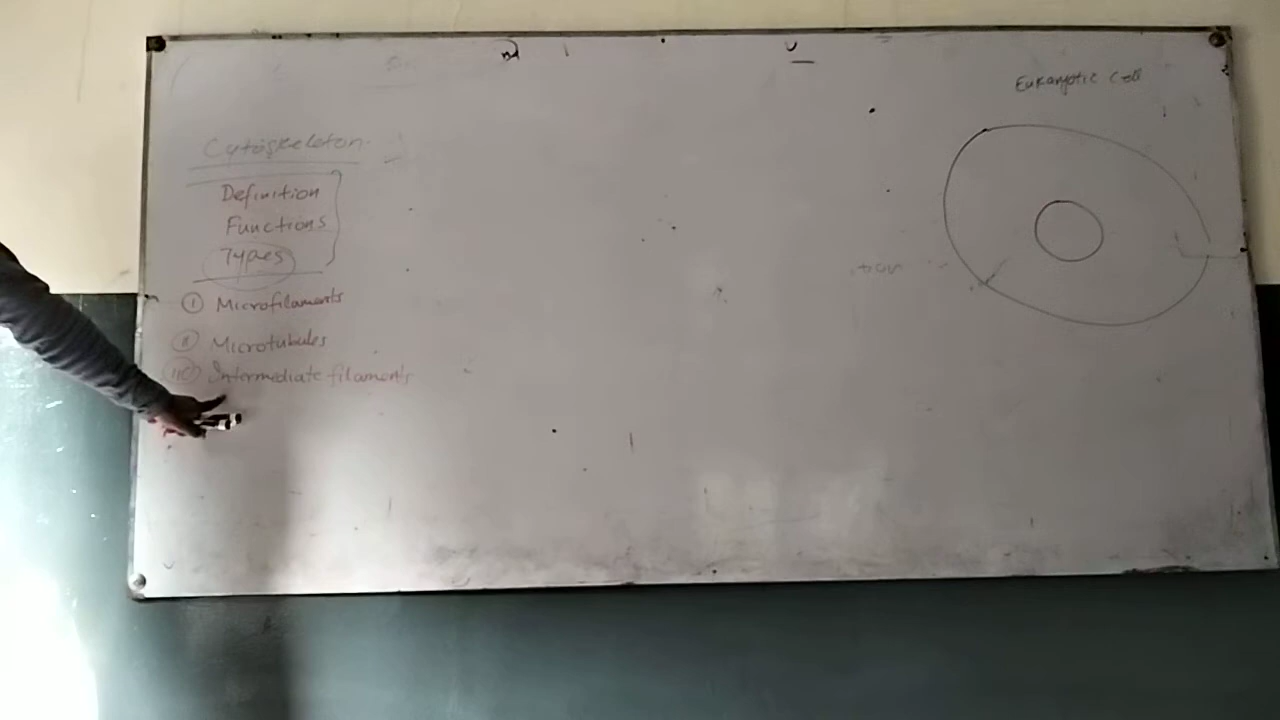 Cytoskeleton
Definition
Functions
Types
(I) Microfilaments
(II) Microtubules
(III) Intermediate filaments
Eukaryotic Cell